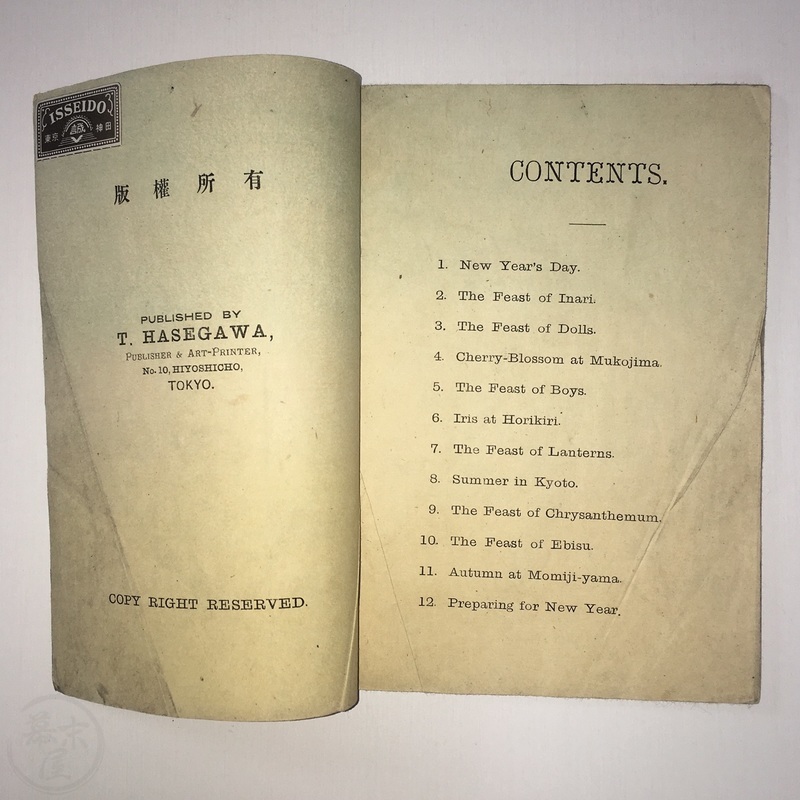 ISSEIDO
東京 神田
版權所有
PUBLISHED BY
T. HASEGAWA,
PUBLISHER & ART-PRINTER,
No. 10, HIYOSHICHO,
TOKYO.
COPY RIGHT RESERVED.
CONTENTS.
1. New Year's Day.
2. The Feast of Inari.
3. The Feast of Dolls.
4. Cherry-Blossom at Mukojima.
5. The Feast of Boys.
6. Iris at Horikiri.
7. The Feast of Lanterns.
8. Summer in Kyoto.
9. The Feast of Chrysanthemum.
10. The Feast of Ebisu.
11. Autumn at Momiji-yama.
12. Preparing for New Year.